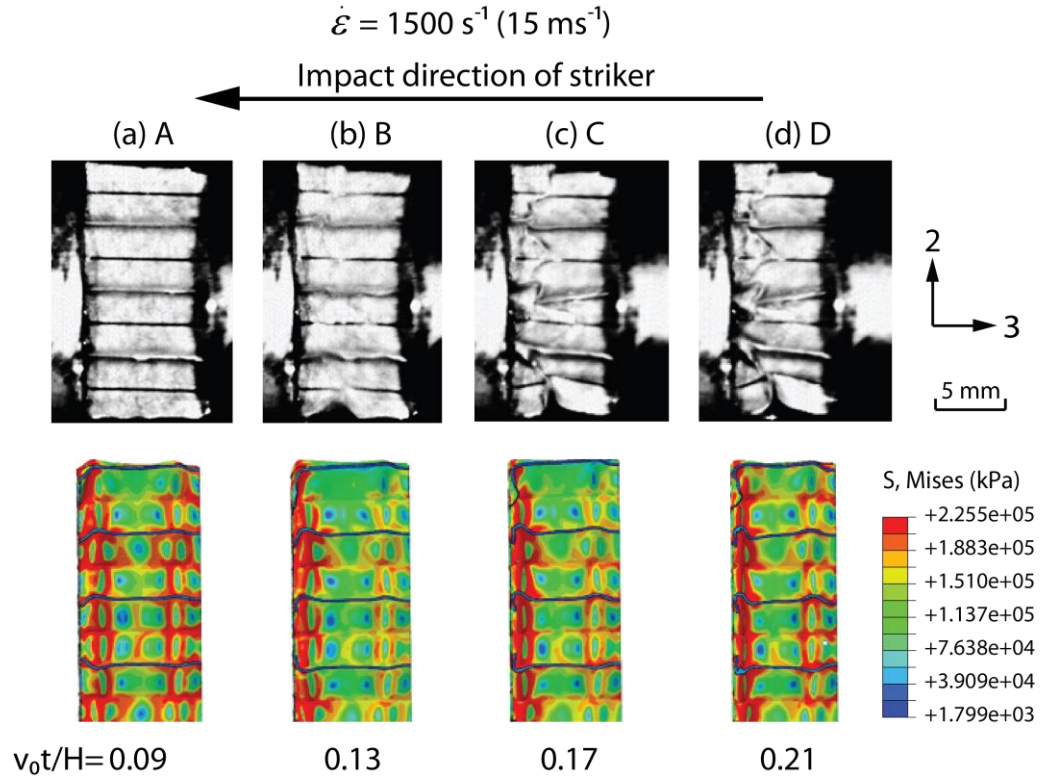 ε̇ = 1500 s⁻¹ (15 ms⁻¹)
Impact direction of striker
(a) A (b) B (c) C (d) D
2
3
5 mm
S, Mises (kPa)
+2.255e+05
+1.883e+05
+1.510e+05
+1.137e+05
+7.638e+04
+3.909e+04
+1.799e+03
v₀t/H= 0.09 0.13 0.17 0.21